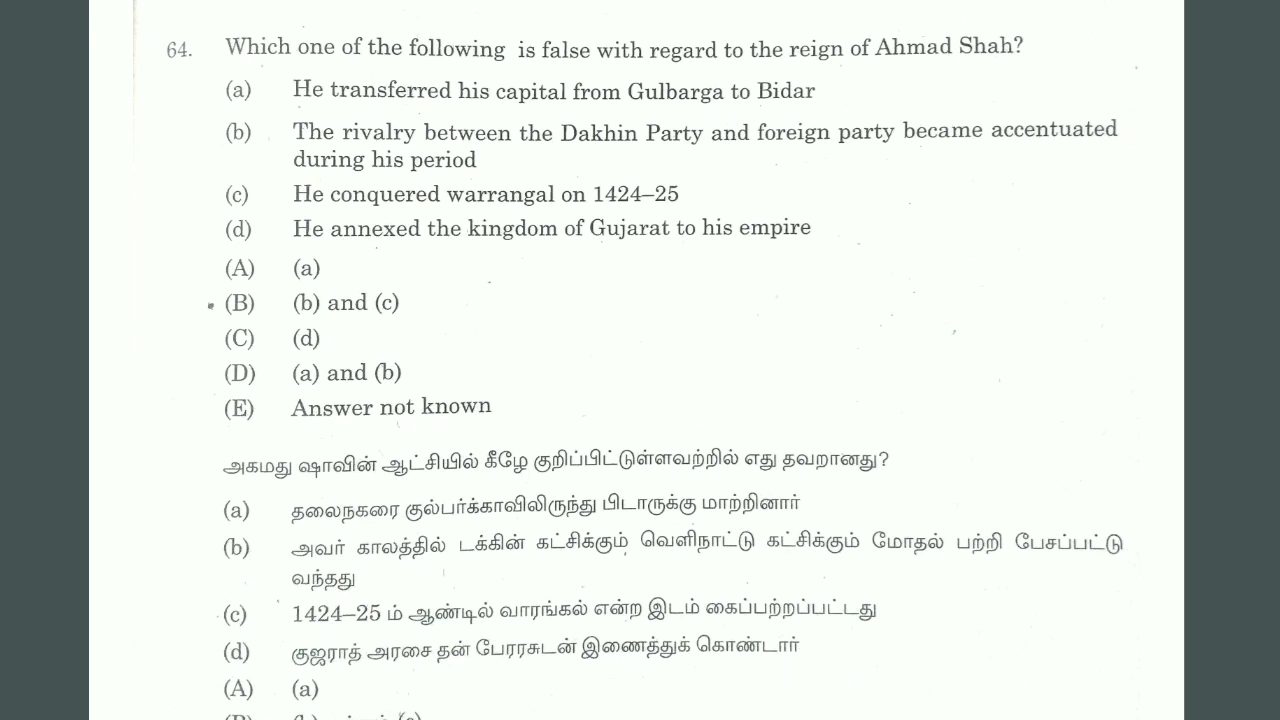 64. Which one of the following is false with regard to the reign of Ahmad Shah?
(a) He transferred his capital from Gulbarga to Bidar
(b) The rivalry between the Dakhin Party and foreign party became accentuated
during his period
(c) He conquered warrangal on 1424–25
(d) He annexed the kingdom of Gujarat to his empire
(A) (a)
(B) (b) and (c)
(C) (d)
(D) (a) and (b)
(E) Answer not known
அகமது ஷாவின் ஆட்சியில் கீழே குறிப்பிட்டுள்ளவற்றில் எது தவறானது?
(a) தலைநகரை குல்பர்க்காவிலிருந்து பிடாருக்கு மாற்றினார்
(b) அவர் காலத்தில் டக்கின் கட்சிக்கும் வெளிநாட்டு கட்சிக்கும் மோதல் பற்றி பேசப்பட்டு
வந்தது
(c) 1424–25 ம் ஆண்டில் வாரங்கல் என்ற இடம் கைப்பற்றப்பட்டது
(d) குஜராத் அரசை தன் பேரரசுடன் இணைத்துக் கொண்டார்
(A) (a)